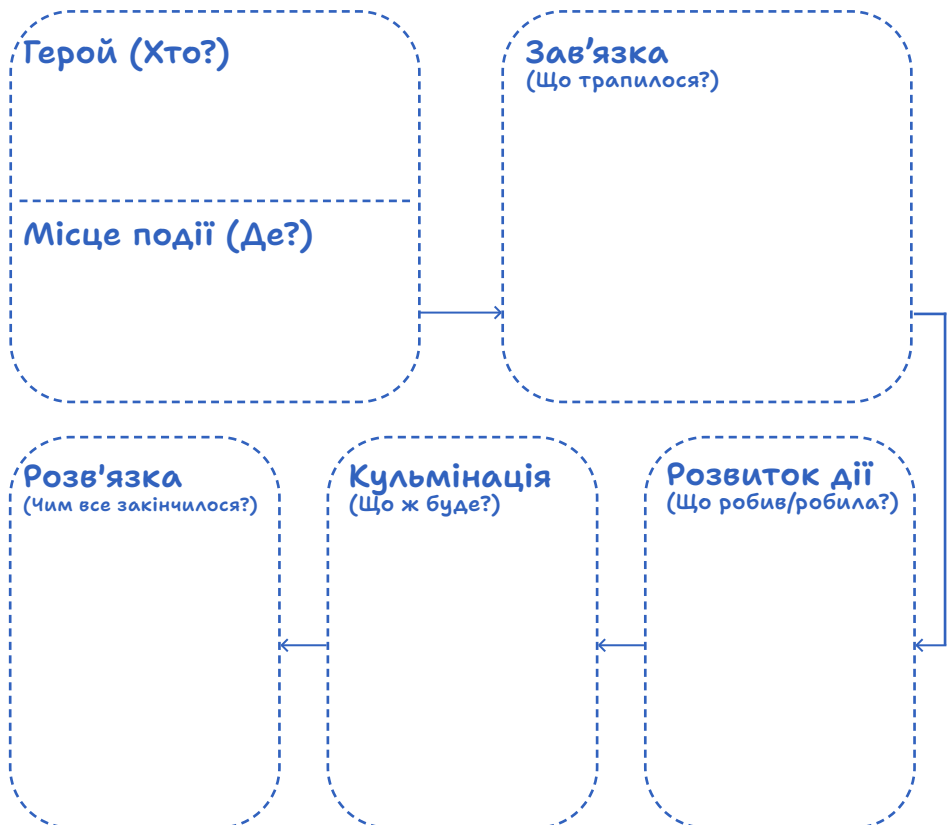 Герой (Хто?)
Місце події (Де?)
Зав'язка
(Що трапилося?)
Розвиток дії
(Що робив/робила?)
Кульмінація
(Що ж буде?)
Розв'язка
(Чим все закінчилося?)